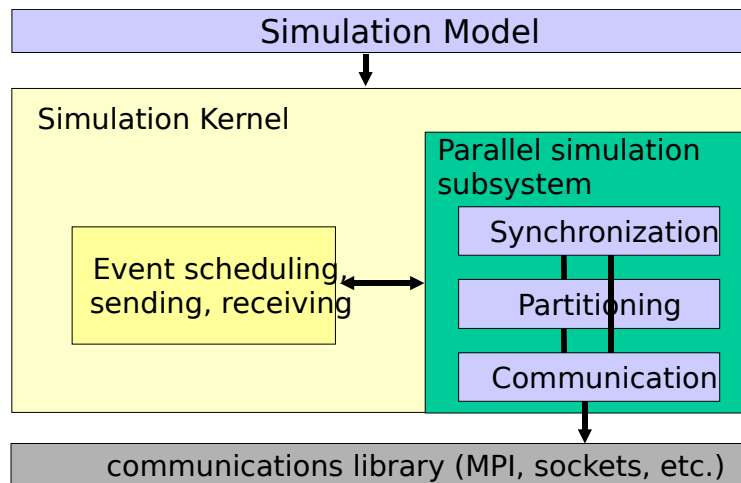 Simulation Model
Simulation Kernel
Parallel simulation
subsystem
Synchronization
Event scheduling,
sending, receiving
Partitioning
Communication
communications library (MPI, sockets, etc.)